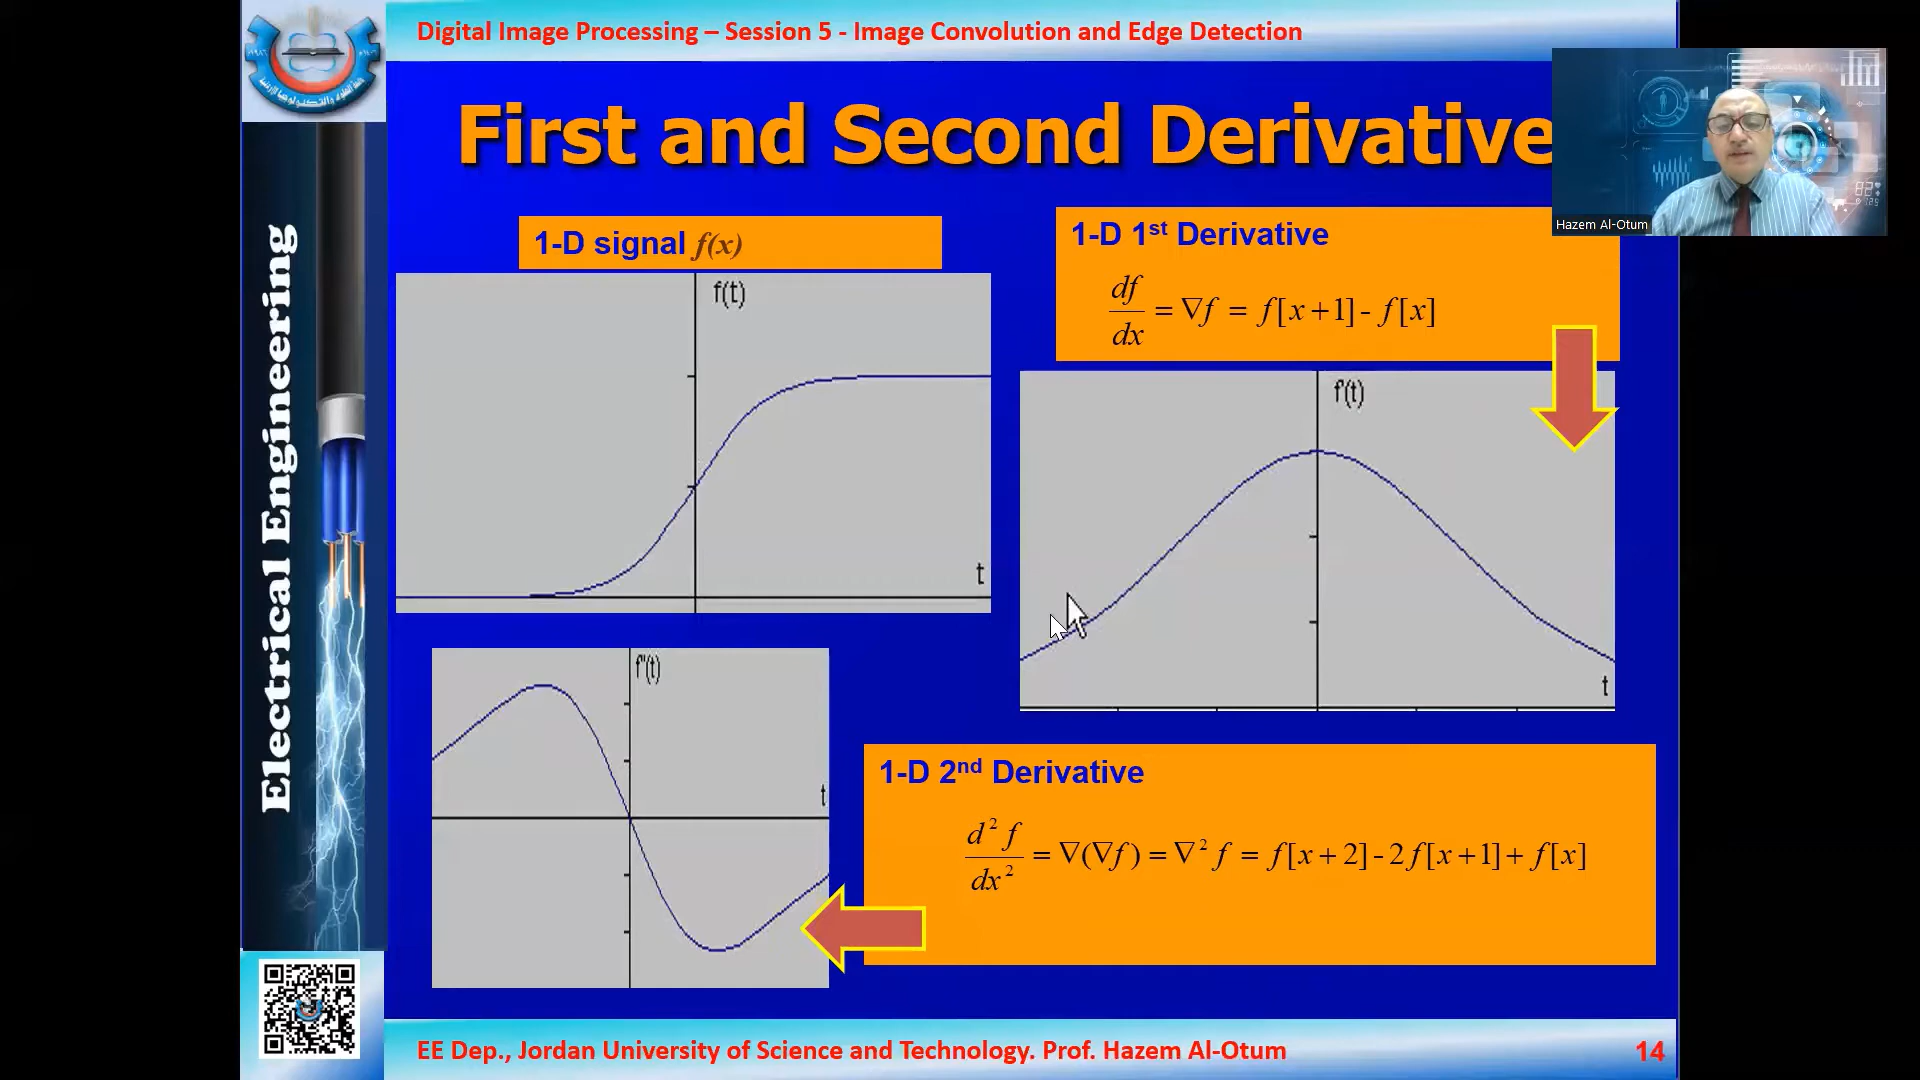 Digital Image Processing – Session 5 - Image Convolution and Edge Detection
First and Second Derivative
Hazem Al-Otum
1-D signal f(x)
f(t)
t
1-D 1st Derivative
df/dx = ∇f = f[x+1] - f[x]
f'(t)
t
f''(t)
t
1-D 2nd Derivative
d²f/dx² = ∇(∇f) = ∇²f = f[x+2] - 2f[x+1] + f[x]
Electrical Engineering
EE Dep., Jordan University of Science and Technology. Prof. Hazem Al-Otum
14